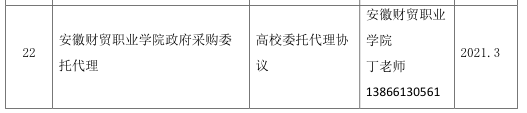 22
安徽财贸职业学院政府采购委
托代理
高校委托代理协
议
安徽财贸职业
学院
丁老师
13866130561
2021.3